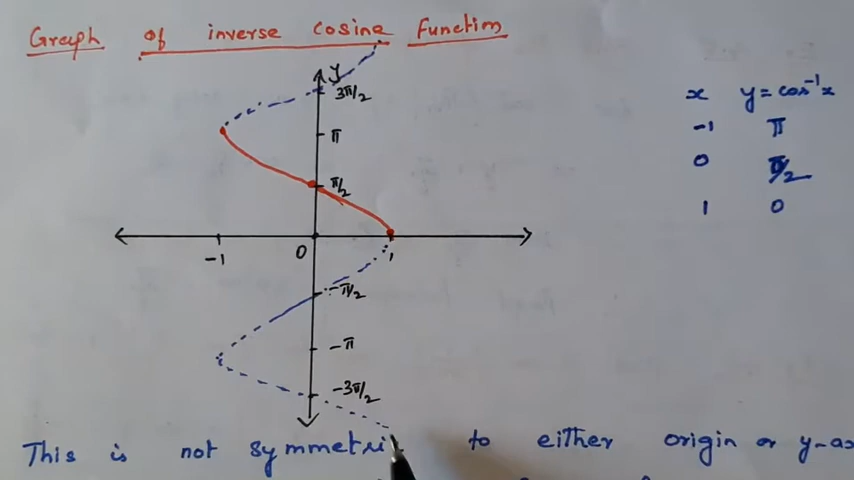 Graph of inverse cosine Function
y
3π/2
π
π/2
-1 0 1
-π/2
-π
-3π/2
x y=cos⁻¹x
-1 π
0 π/2
1 0
This is not symmetri to either origin or y-ax